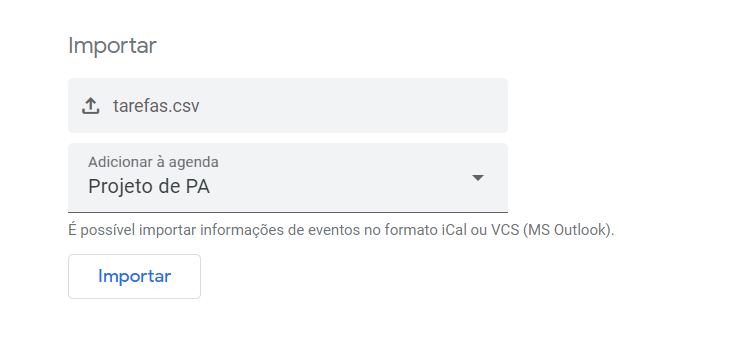 Importar
tarefas.csv
Adicionar à agenda
Projeto de PA
É possível importar informações de eventos no formato iCal ou VCS (MS Outlook).
Importar